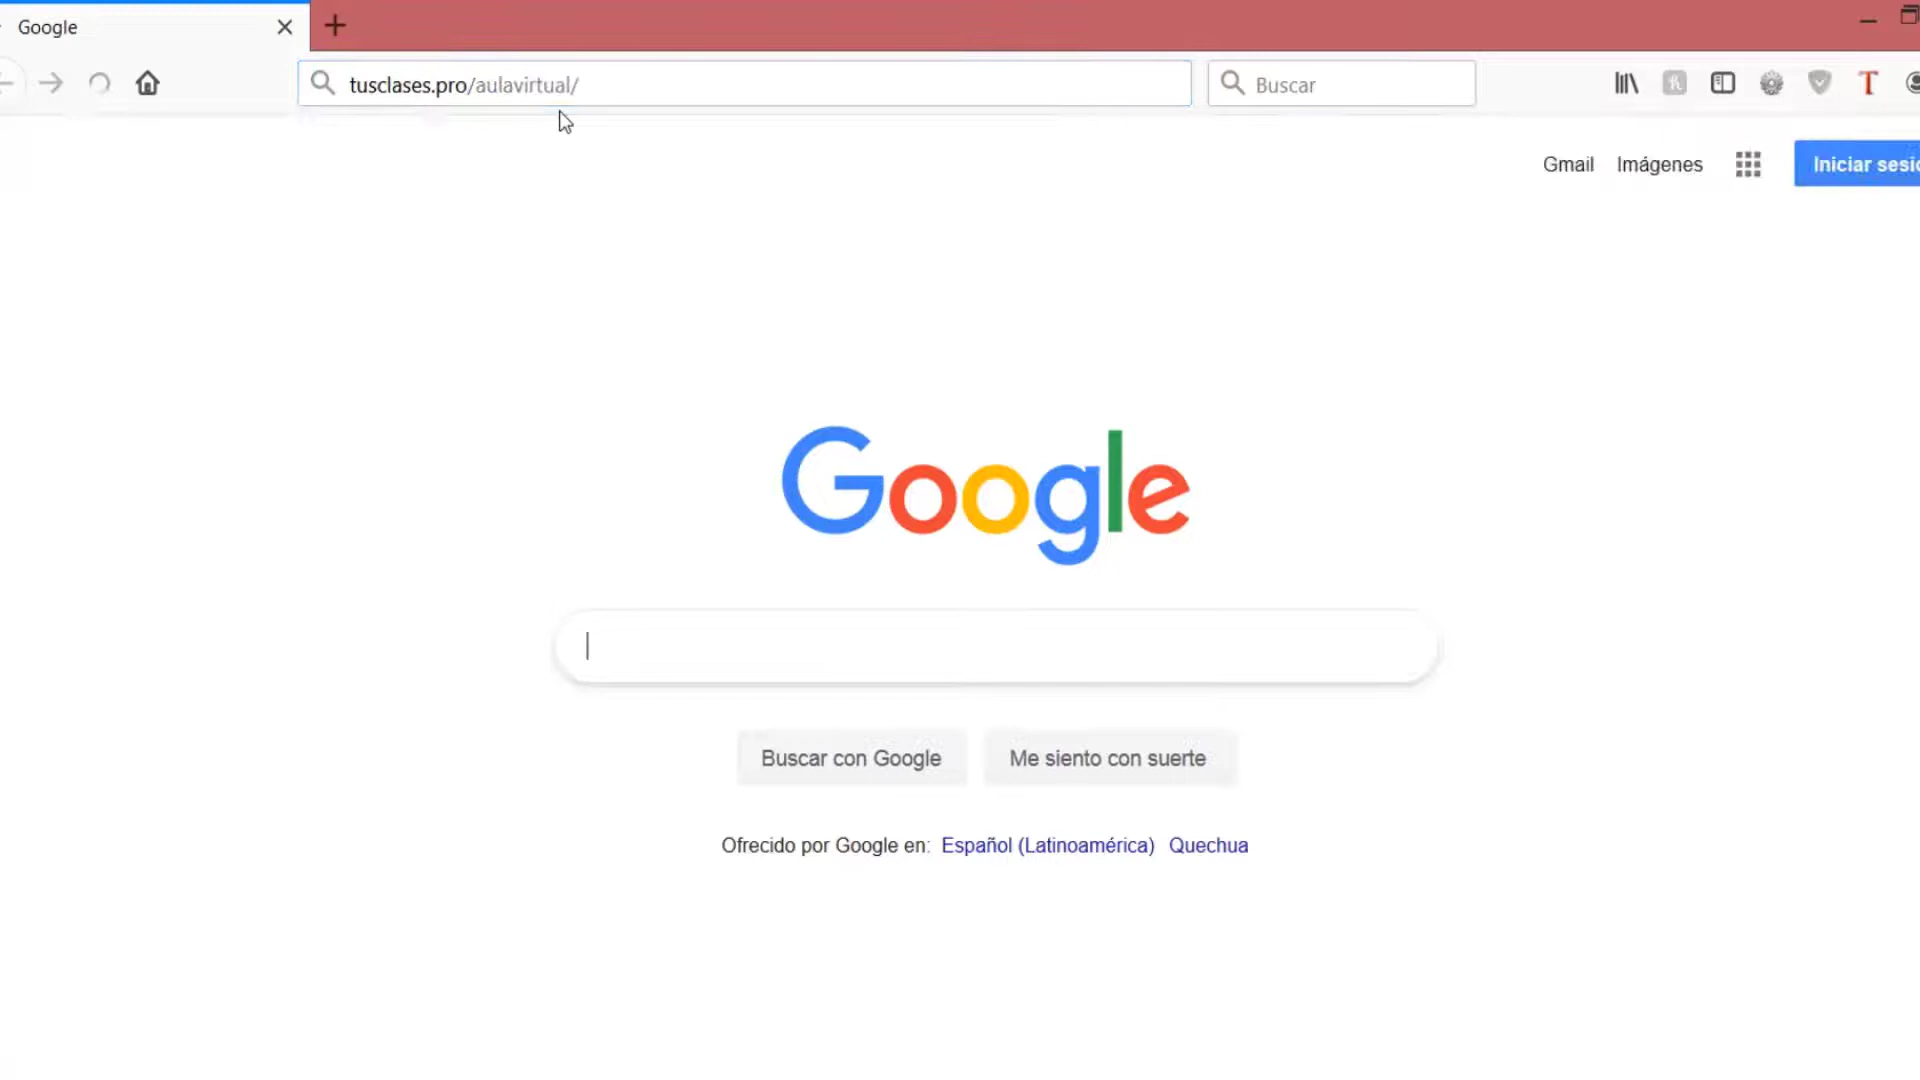 Google
tusclases.pro/aulavirtual/
Buscar
Gmail Imágenes
Iniciar
Google
Buscar con Google Me siento con suerte
Ofrecido por Google en: Español (Latinoamérica) Quechua